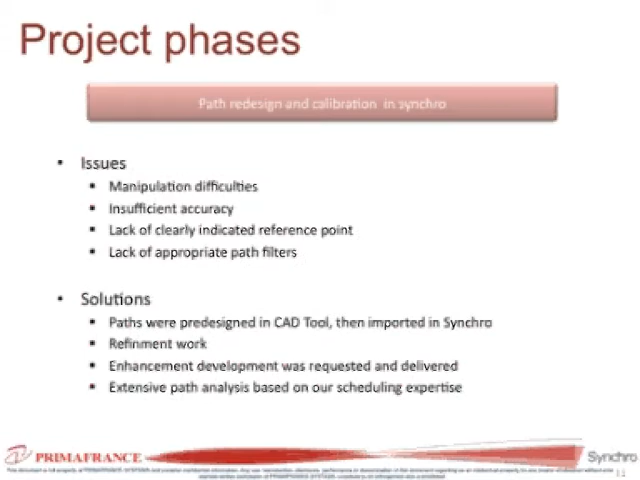 Project phases
Path redesign and calibration in synchro
• Issues
▪ Manipulation difficulties
▪ Insufficient accuracy
▪ Lack of clearly indicated reference point
▪ Lack of appropriate path filters
• Solutions
▪ Paths were predesigned in CAD Tool, then imported in Synchro
▪ Refinment work
▪ Enhancement development was requested and delivered
▪ Extensive path analysis based on our scheduling expertise
PRIMAFRANCE
Synchro